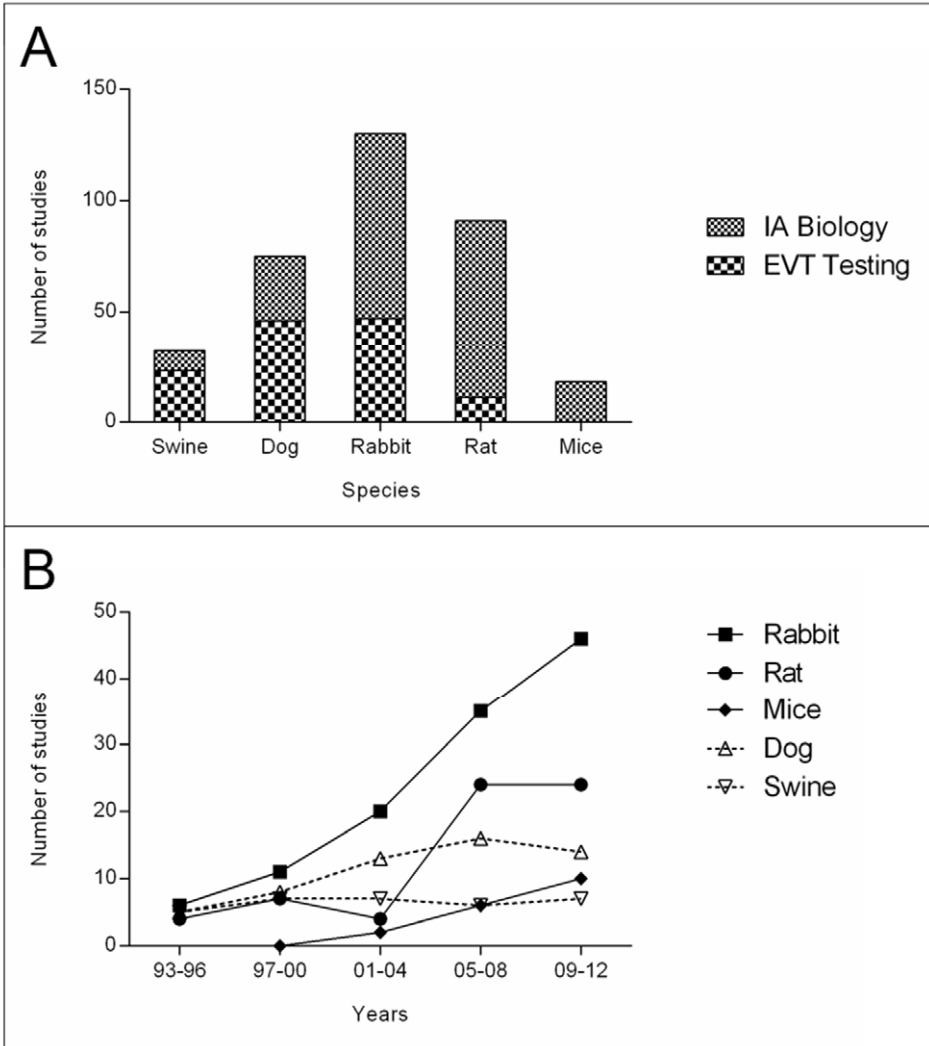 A
150
100
50
0
Number of studies
Swine Dog Rabbit Rat Mice
Species
IA Biology
EVT Testing
B
50
40
30
20
10
0
Number of studies
93-96 97-00 01-04 05-08 09-12
Years
Rabbit
Rat
Mice
Dog
Swine